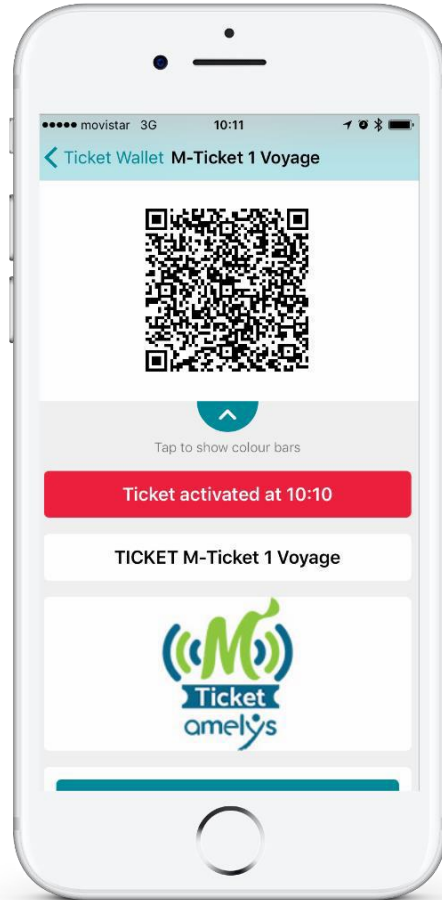 movistar 3G 10:11
Ticket Wallet M-Ticket 1 Voyage
Tap to show colour bars
Ticket activated at 10:10
TICKET M-Ticket 1 Voyage
M
Ticket
amelys